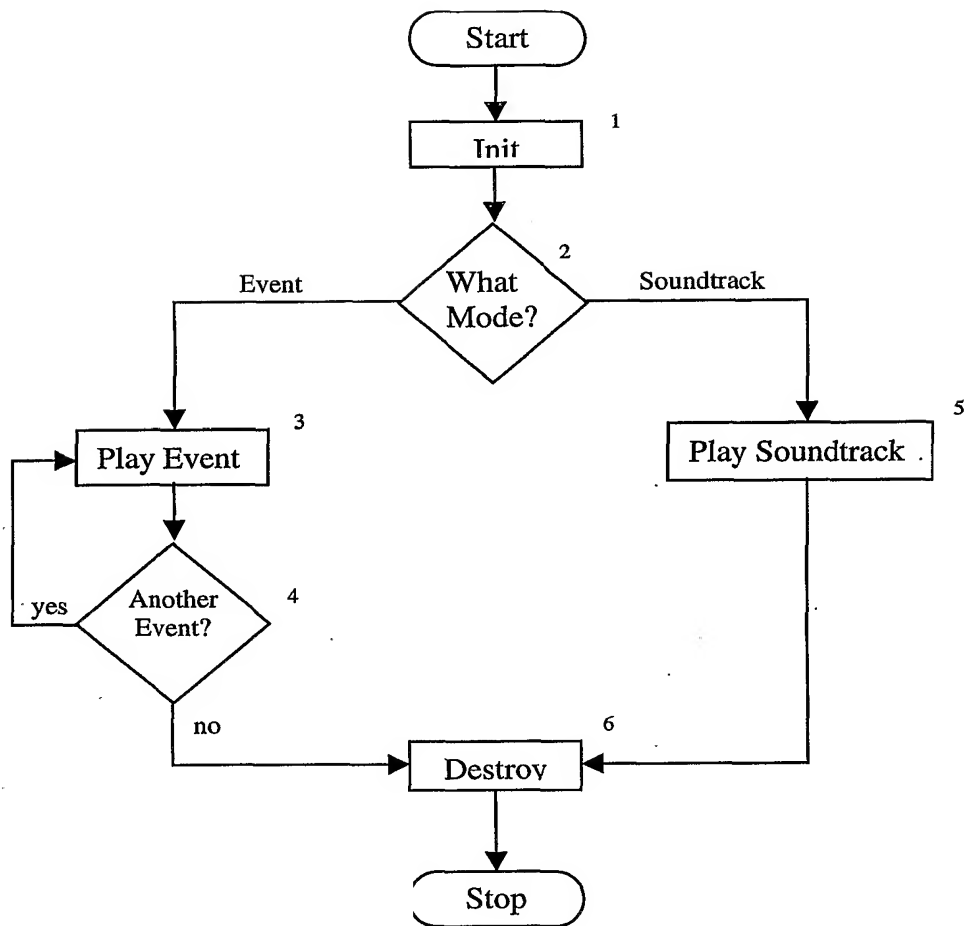 Start
1
Init
2
What
Mode?
Event
Soundtrack
3
Play Event
5
Play Soundtrack
4
Another
Event?
yes
no
6
Destroy
Stop